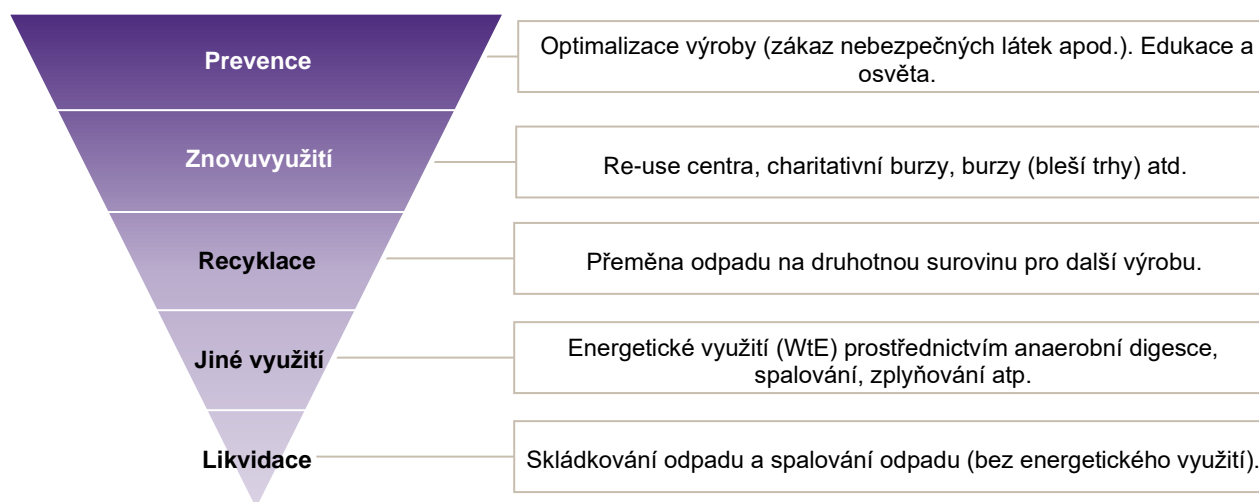 Prevence
Optimalizace výroby (zákaz nebezpečných látek apod.). Edukace a
osvěta.
Znovuvyužití
Re-use centra, charitativní burzy, burzy (bleší trhy) atd.
Recyklace
Přeměna odpadu na druhotnou surovinu pro další výrobu.
Jiné využití
Energetické využití (WtE) prostřednictvím anaerobní digesce,
spalování, zplyňování atp.
Likvidace
Skládkování odpadu a spalování odpadu (bez energetického využití).